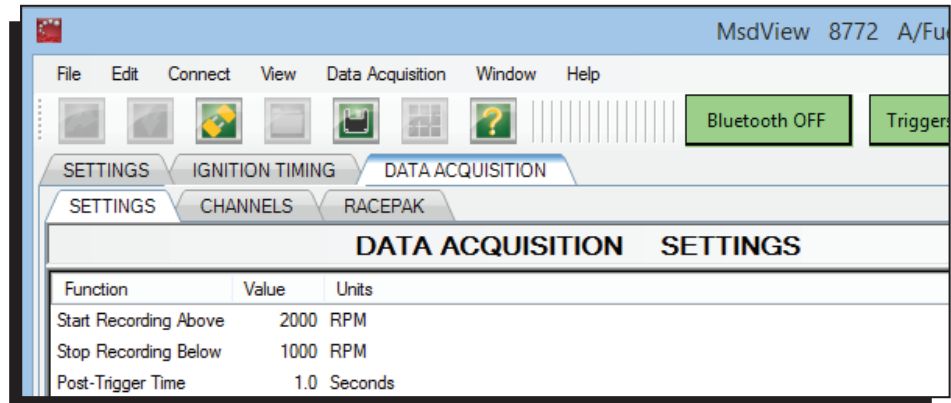 MsdView 8772 A/Fu
File Edit Connect View Data Acquisition Window Help
Bluetooth OFF Triggers
SETTINGS IGNITION TIMING DATA ACQUISITION
SETTINGS CHANNELS RACEPAK
DATA ACQUISITION SETTINGS
Function Value Units
Start Recording Above 2000 RPM
Stop Recording Below 1000 RPM
Post-Trigger Time 1.0 Seconds